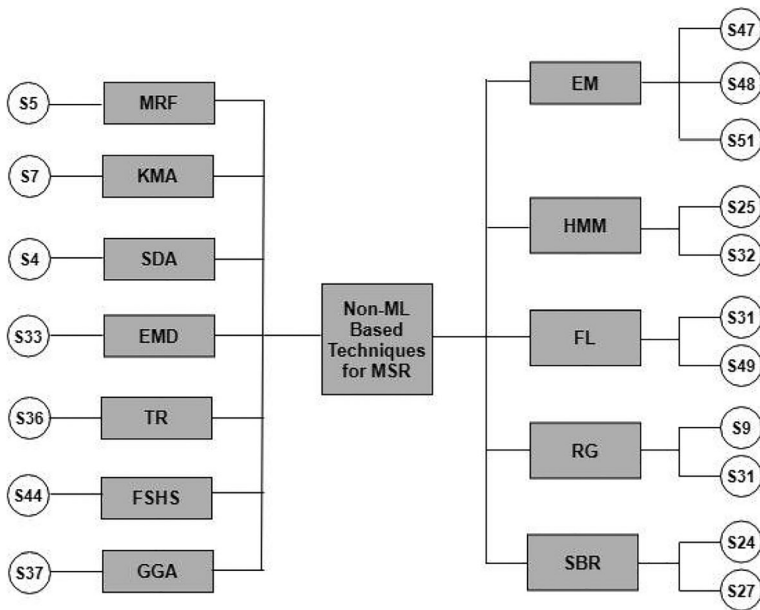 S5
MRF
S7
KMA
S4
SDA
S33
EMD
S36
TR
S44
FSHS
S37
GGA
Non-ML
Based
Techniques
for MSR
EM
S47
S48
S51
HMM
S25
S32
FL
S31
S49
RG
S9
S31
SBR
S24
S27